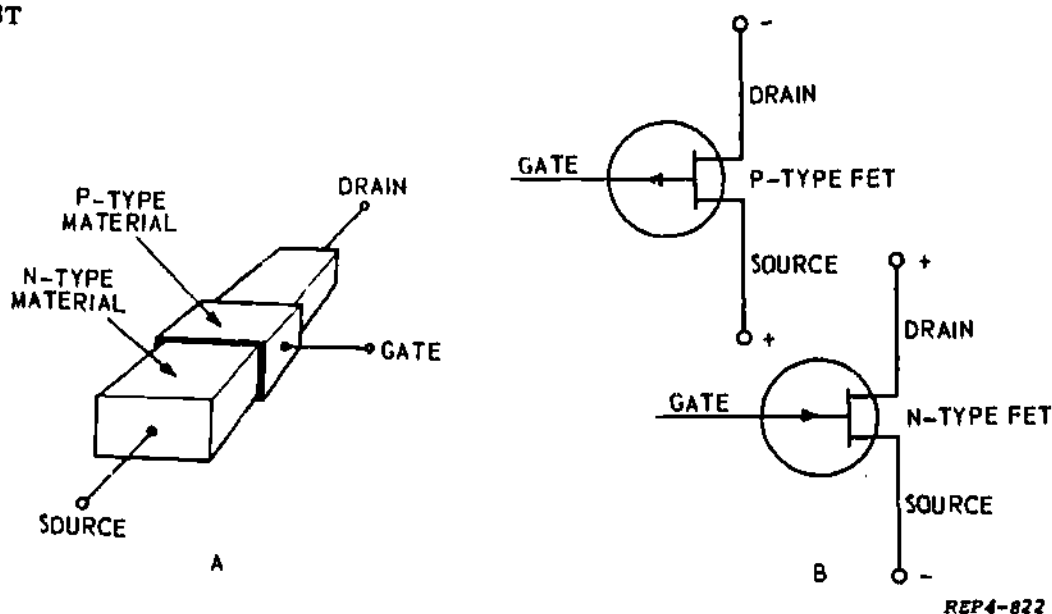 DRAIN
GATE
P-TYPE FET
SOURCE
P-TYPE
MATERIAL
N-TYPE
MATERIAL
DRAIN
GATE
SOURCE
A
+
-
+
DRAIN
GATE
N-TYPE FET
SOURCE
B
-
REP4-822